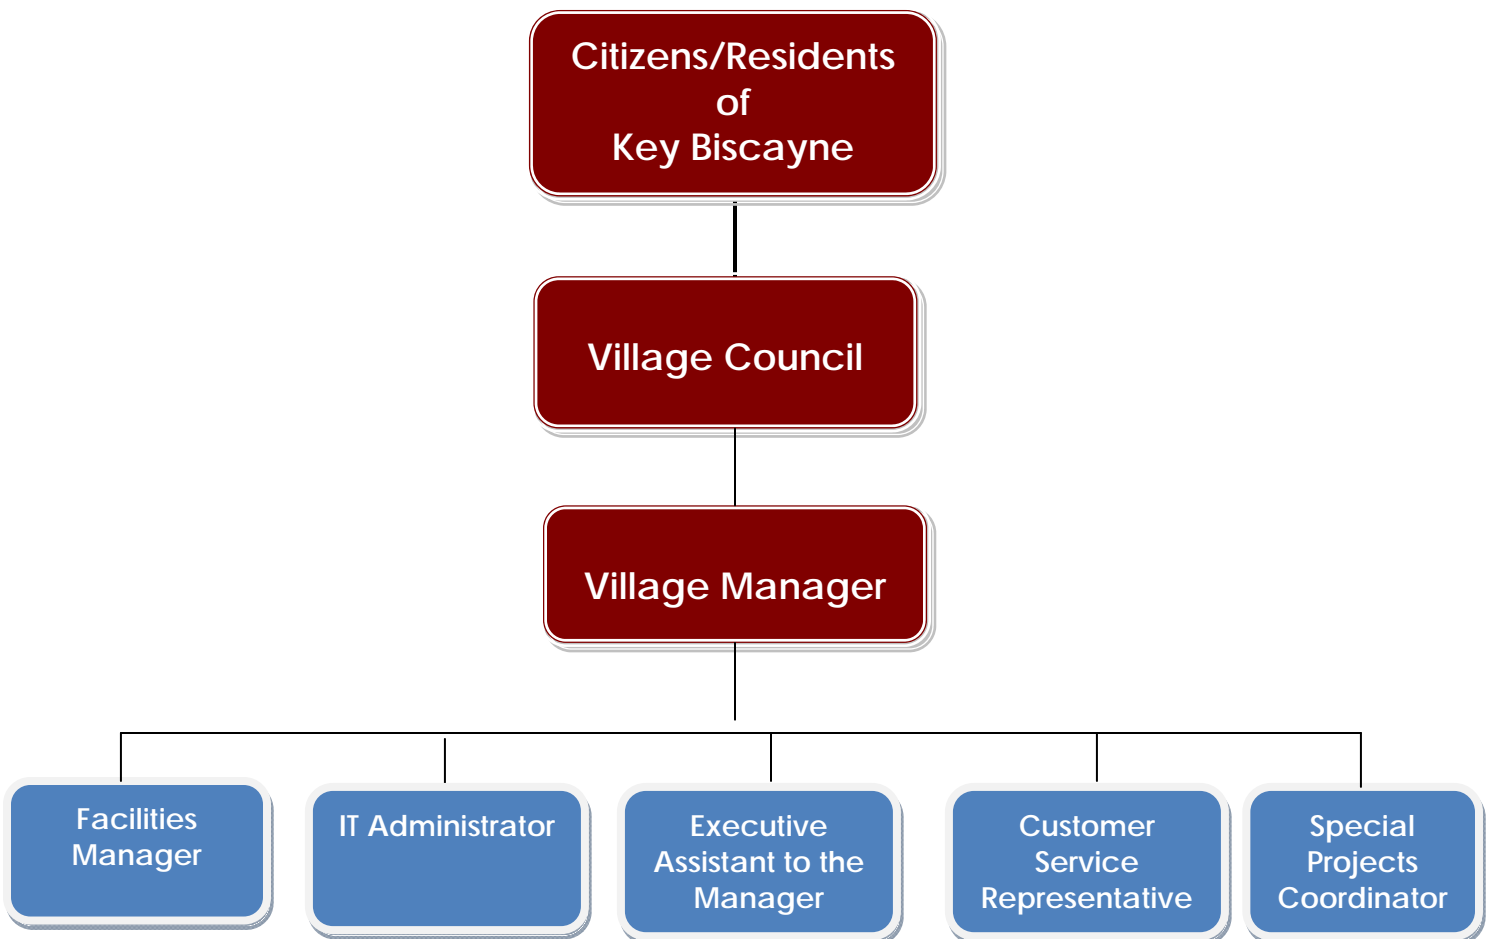 Citizens/Residents
of
Key Biscayne
Village Council
Village Manager
Facilities
Manager
IT Administrator
Executive
Assistant to the
Manager
Customer
Service
Representative
Special
Projects
Coordinator